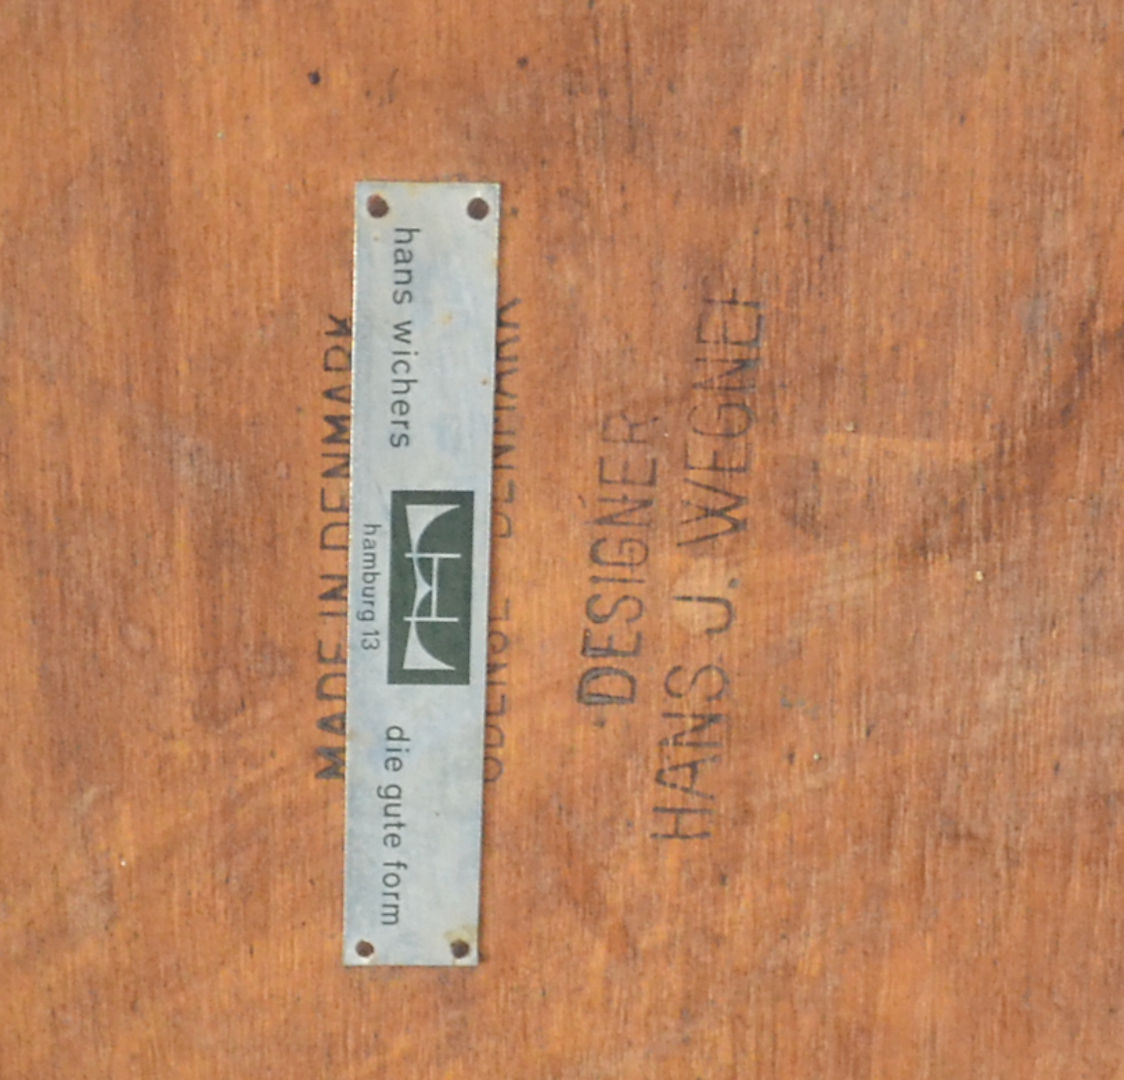 hans wichers
hamburg 13
die gute form
MADE IN DENMARK
DESIGNER
HANS J. WEGNER